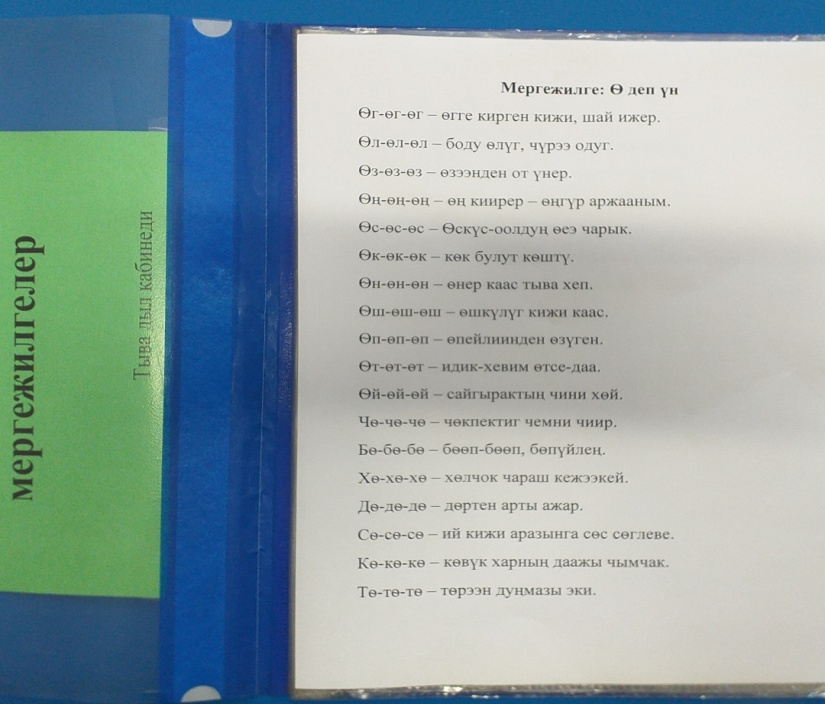 мергежилгелер
Тыва дыл кабинеди
Мергежилге: Ө деп үн
Өг-өг-өг – өгге кирген кижи, шай ижер.
Өл-өл-өл – боду өлүг, чүрээ одуг.
Өз-өз-өз – өзээнден от үнер.
Өң-өң-өң – өң киирер – өңгүр аржааным.
Өс-өс-өс – Өскүс-оолдуң өеэ чарык.
Өк-өк-өк – көк булут көштү.
Өн-өн-өн – өнер каас тыва хеп.
Өш-өш-өш – өшкүлүг кижи каас.
Өп-өп-өп – өпейлиинден өзүген.
Өт-өт-өт – идик-хевим өтсе-даа.
Өй-өй-өй – сайгырактың чини хөй.
Чө-чө-чө – чөкпектиг чемни чиир.
Бө-бө-бө – бөөп-бөөп, бөпүйлең.
Хө-хө-хө – хөлчок чараш кежээкей.
Дө-дө-дө – дөртен арты ажар.
Сө-сө-сө – ий кижи аразынга сөс сөглеве.
Кө-кө-кө – көвүк харның даажы чымчак.
Тө-тө-тө – төрээн дуңмазы эки.